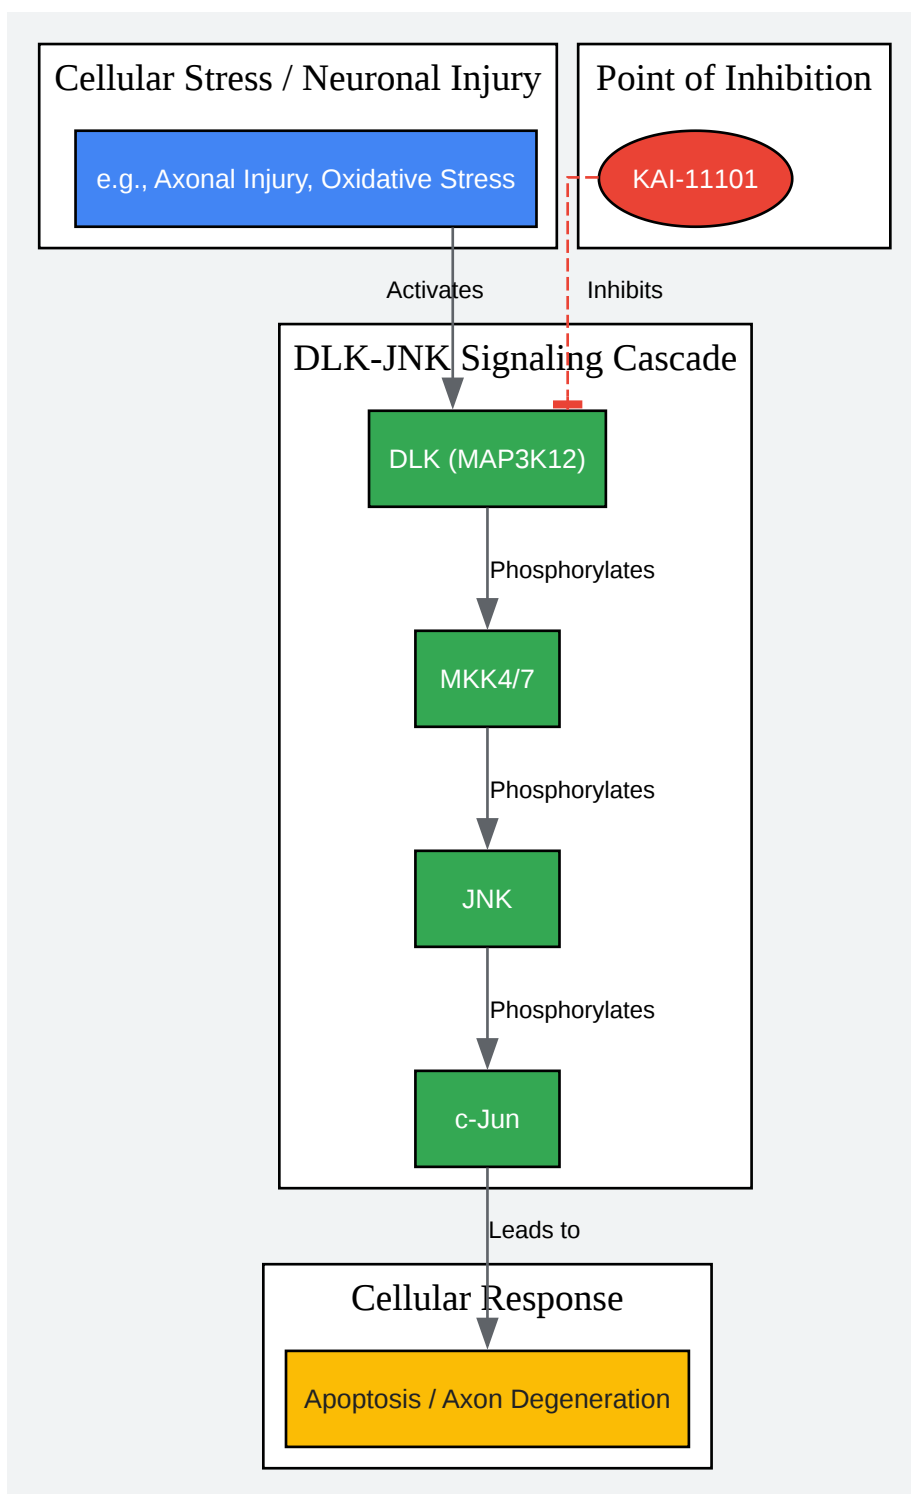 Cellular Stress / Neuronal Injury
e.g., Axonal Injury, Oxidative Stress
Point of Inhibition
KAI-11101
Activates
Inhibits
DLK-JNK Signaling Cascade
DLK (MAP3K12)
Phosphorylates
MKK4/7
Phosphorylates
JNK
Phosphorylates
c-Jun
Leads to
Cellular Response
Apoptosis / Axon Degeneration